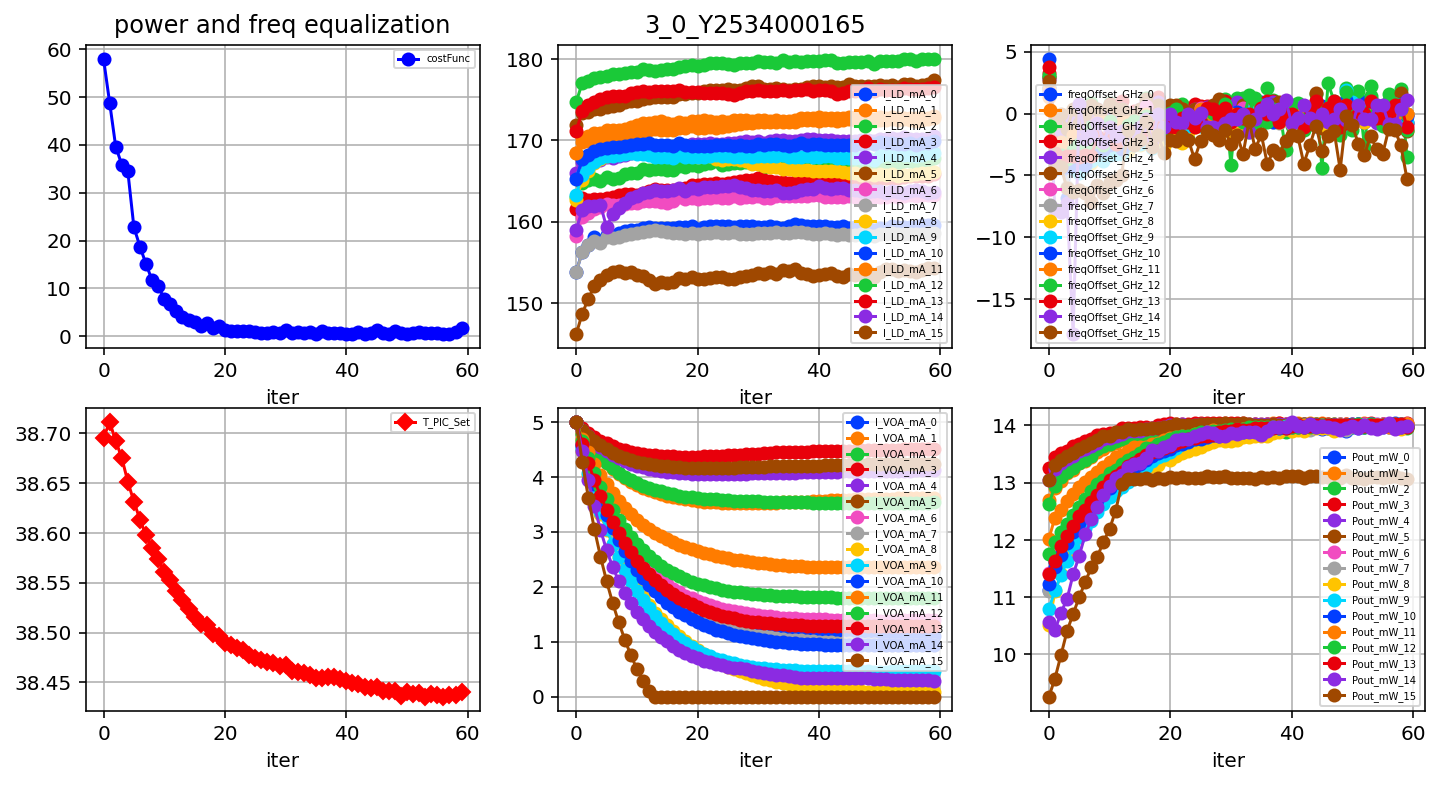 power and freq equalization
60
50
40
30
20
10
0
0
20
40
60
iter
costFunc
3_0_Y2534000165
180
170
160
150
0
20
40
60
iter
I_LD_mA_0
I_LD_mA_1
I_LD_mA_2
I_LD_mA_3
I_LD_mA_4
I_LD_mA_5
I_LD_mA_6
I_LD_mA_7
I_LD_mA_8
I_LD_mA_9
I_LD_mA_10
I_LD_mA_11
I_LD_mA_12
I_LD_mA_13
I_LD_mA_14
I_LD_mA_15
5
0
−5
−10
−15
0
20
40
60
iter
freqOffset_GHz_0
freqOffset_GHz_1
freqOffset_GHz_2
freqOffset_GHz_3
freqOffset_GHz_4
freqOffset_GHz_5
freqOffset_GHz_6
freqOffset_GHz_7
freqOffset_GHz_8
freqOffset_GHz_9
freqOffset_GHz_10
freqOffset_GHz_11
freqOffset_GHz_12
freqOffset_GHz_13
freqOffset_GHz_14
freqOffset_GHz_15
38.70
38.65
38.60
38.55
38.50
38.45
0
20
40
60
iter
T_PIC_Set
5
4
3
2
1
0
0
20
40
60
iter
I_VOA_mA_0
I_VOA_mA_1
I_VOA_mA_2
I_VOA_mA_3
I_VOA_mA_4
I_VOA_mA_5
I_VOA_mA_6
I_VOA_mA_7
I_VOA_mA_8
I_VOA_mA_9
I_VOA_mA_10
I_VOA_mA_11
I_VOA_mA_12
I_VOA_mA_13
I_VOA_mA_14
I_VOA_mA_15
14
13
12
11
10
0
20
40
60
iter
Pout_mW_0
Pout_mW_1
Pout_mW_2
Pout_mW_3
Pout_mW_4
Pout_mW_5
Pout_mW_6
Pout_mW_7
Pout_mW_8
Pout_mW_9
Pout_mW_10
Pout_mW_11
Pout_mW_12
Pout_mW_13
Pout_mW_14
Pout_mW_15